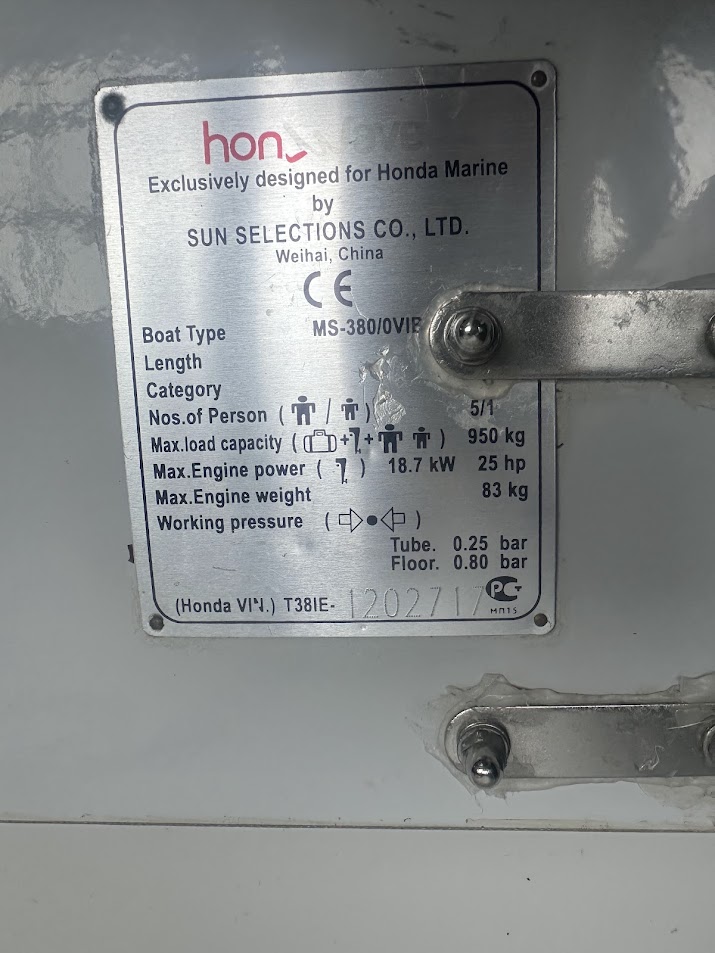 hon
Exclusively designed for Honda Marine
by
SUN SELECTIONS CO., LTD.
Weihai, China
CE
Boat Type MS-380/0VIE
Length
Category
Nos.of Person ( / ) 5/1
Max.load capacity ( + + ) 950 kg
Max.Engine power ( ) 18.7 kW 25 hp
Max.Engine weight 83 kg
Working pressure ( )
Tube. 0.25 bar
Floor. 0.80 bar
(Honda VIN.) T38IE- 1202717
PC
МП15